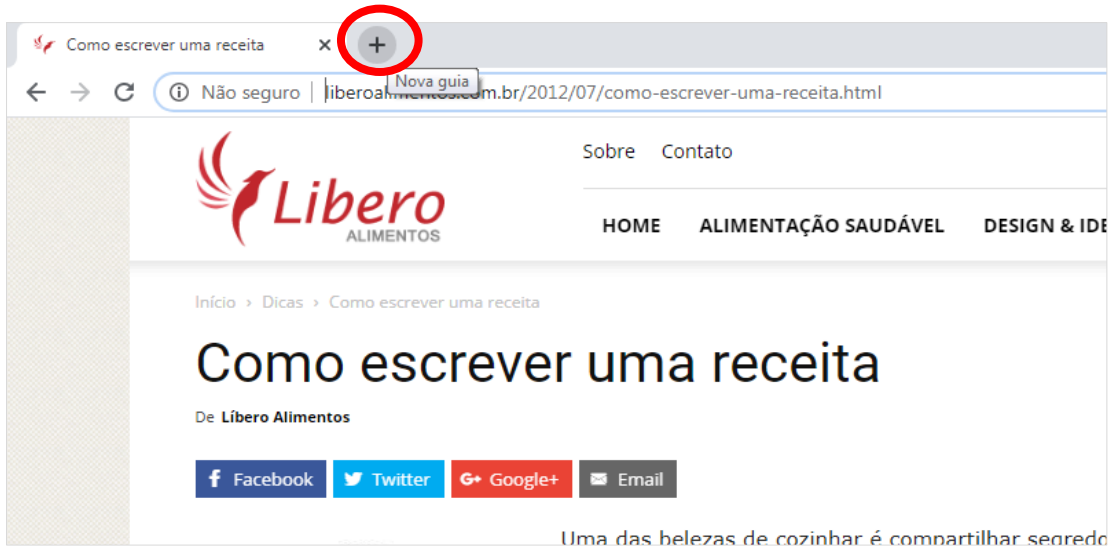 Como escrever uma receita
Nova guia
Não seguro | liberoalimentos.com.br/2012/07/como-escrever-uma-receita.html
Sobre Contato
Libero
ALIMENTOS
HOME ALIMENTAÇÃO SAUDÁVEL DESIGN & IDE
Início › Dicas › Como escrever uma receita
Como escrever uma receita
De Líbero Alimentos
Facebook Twitter G+ Google+ Email
Uma das belezas de cozinhar é compartilhar segredo